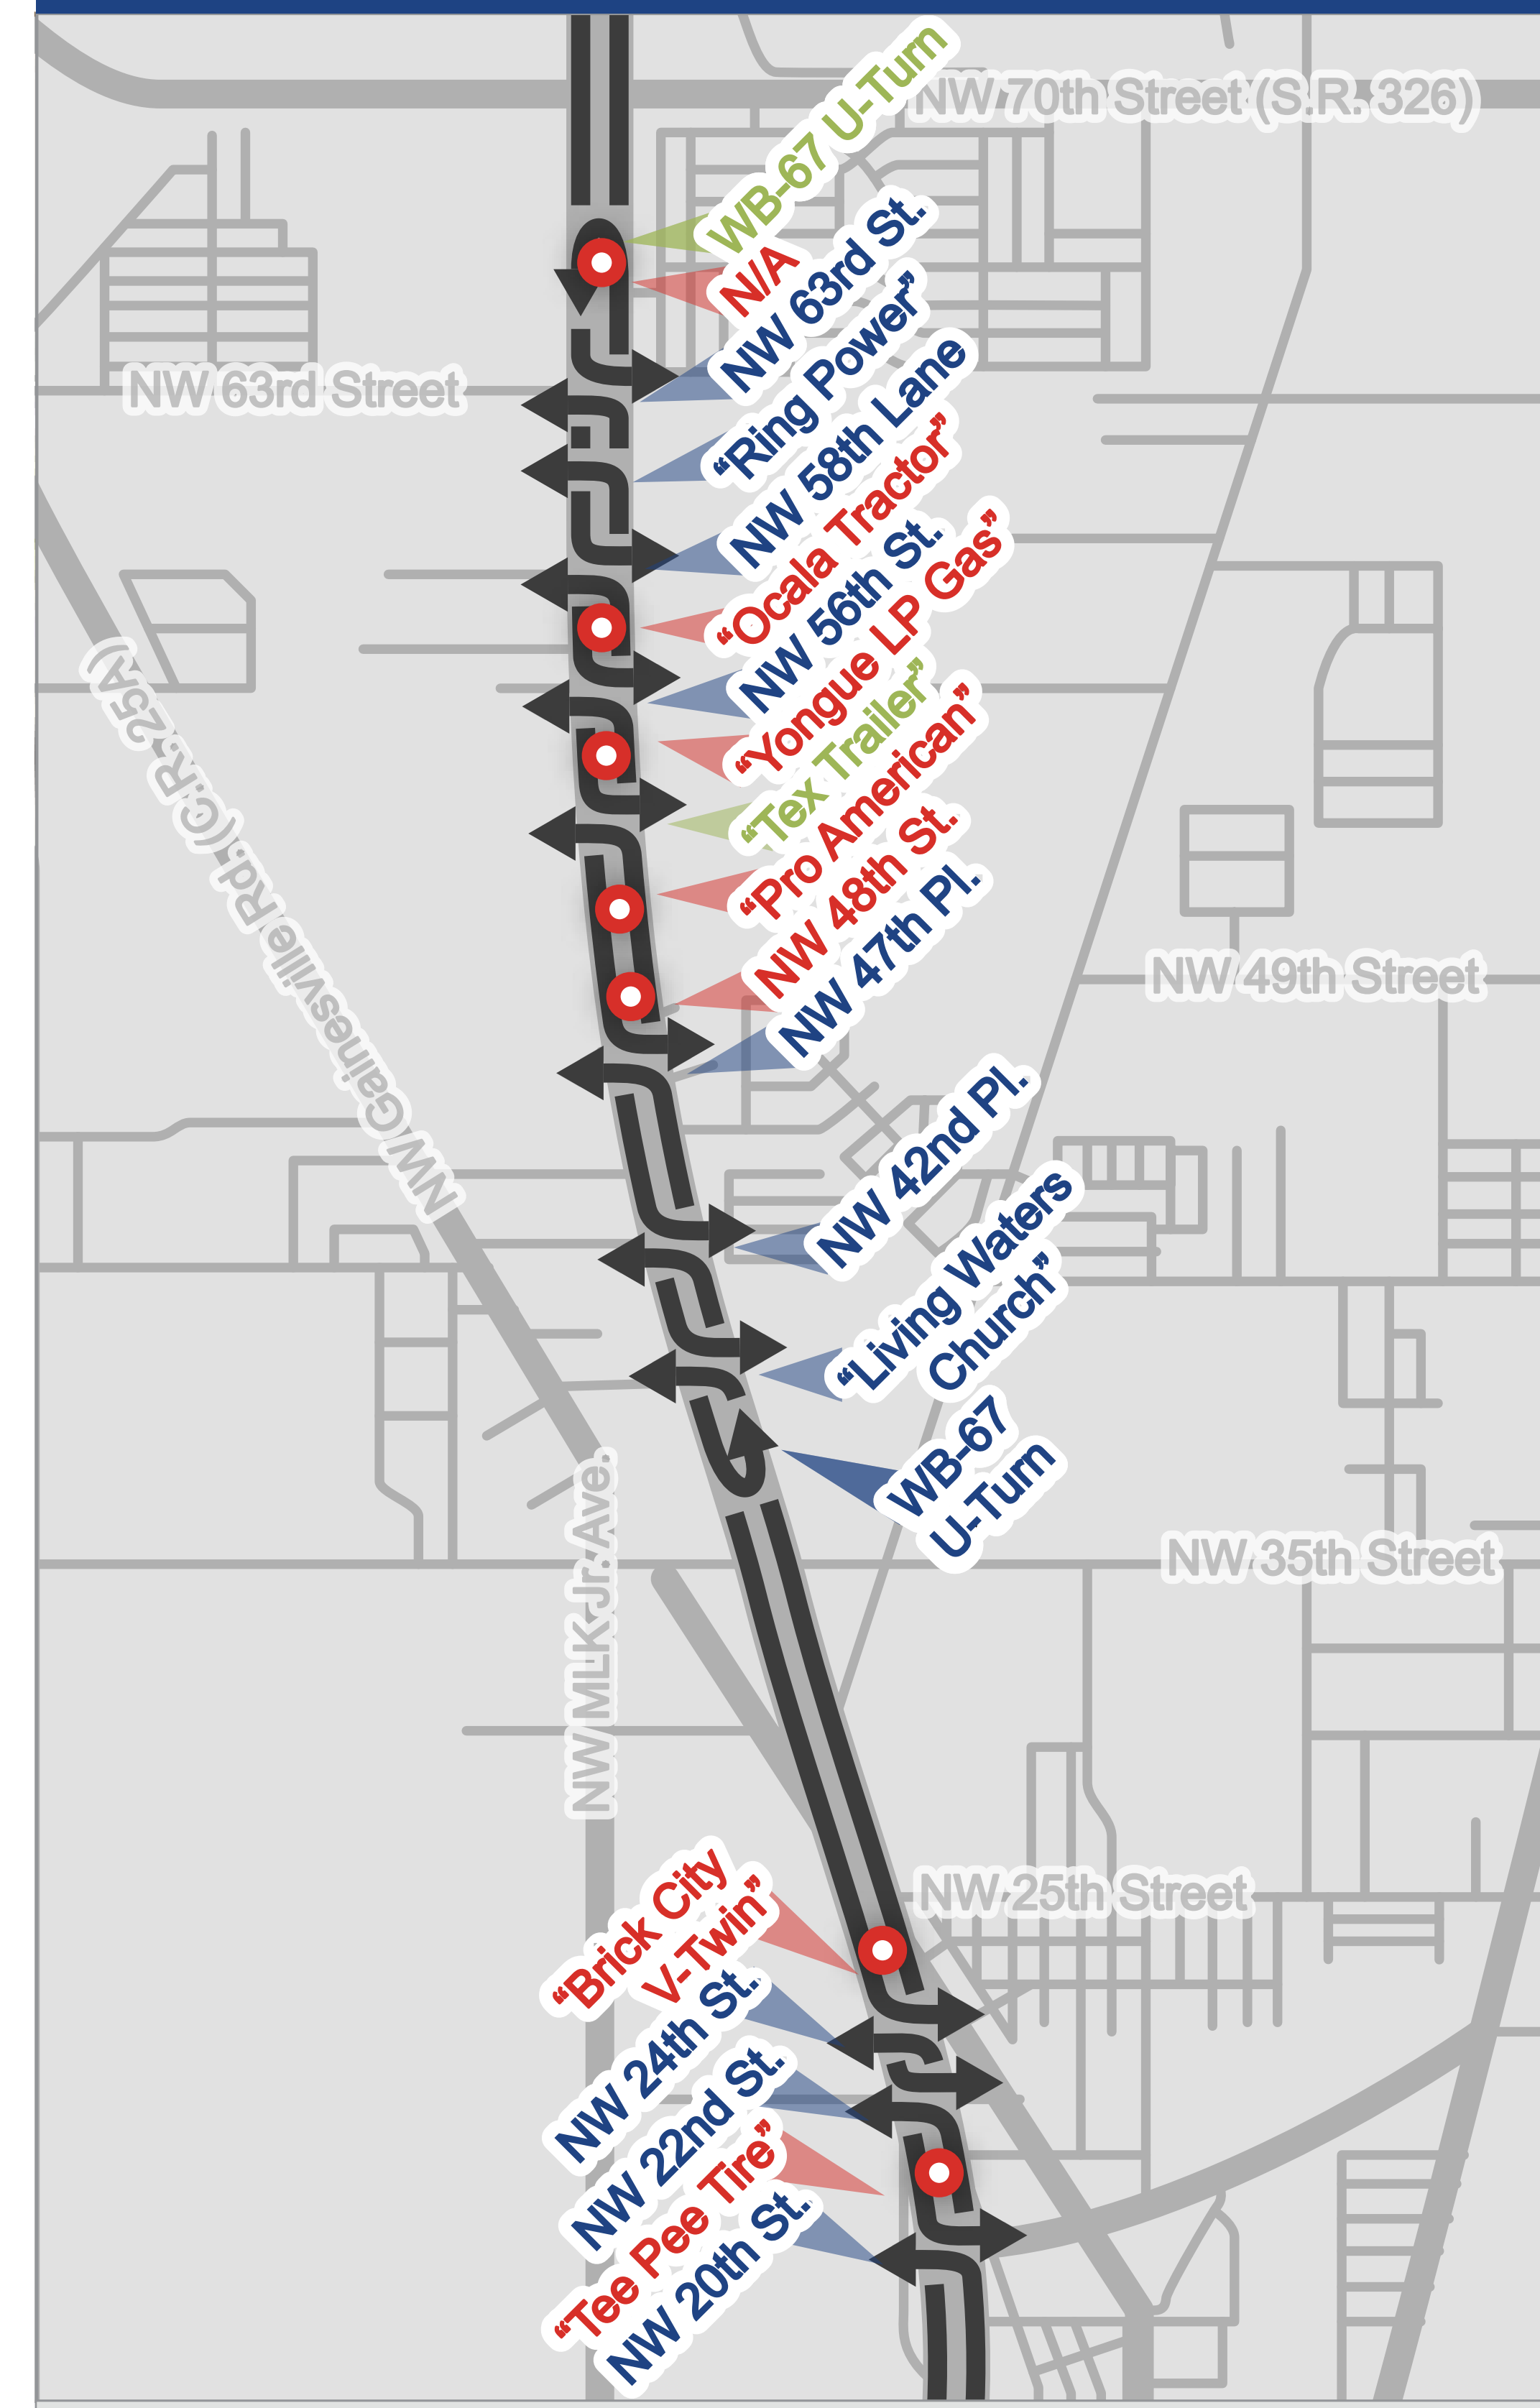 NW 70th Street (S.R. 326)
WB-67 U-Turn
N/A
NW 63rd St.
NW 63rd Street
“Ring Power”
NW 58th Lane
“Ocala Tractor”
NW 56th St.
“Yongue LP Gas”
“Tex Trailer”
“Pro American”
NW 48th St.
NW 47th Pl.
NW 49th Street
NW Gainesville Rd. (C.R. 25A)
NW 42nd Pl.
“Living Waters
Church”
WB-67
U-Turn
NW 35th Street
NW MLK Jr. Ave.
NW 25th Street
“Brick City
V-Twin”
NW 24th St.
NW 22nd St.
“Tee Pee Tire”
NW 20th St.